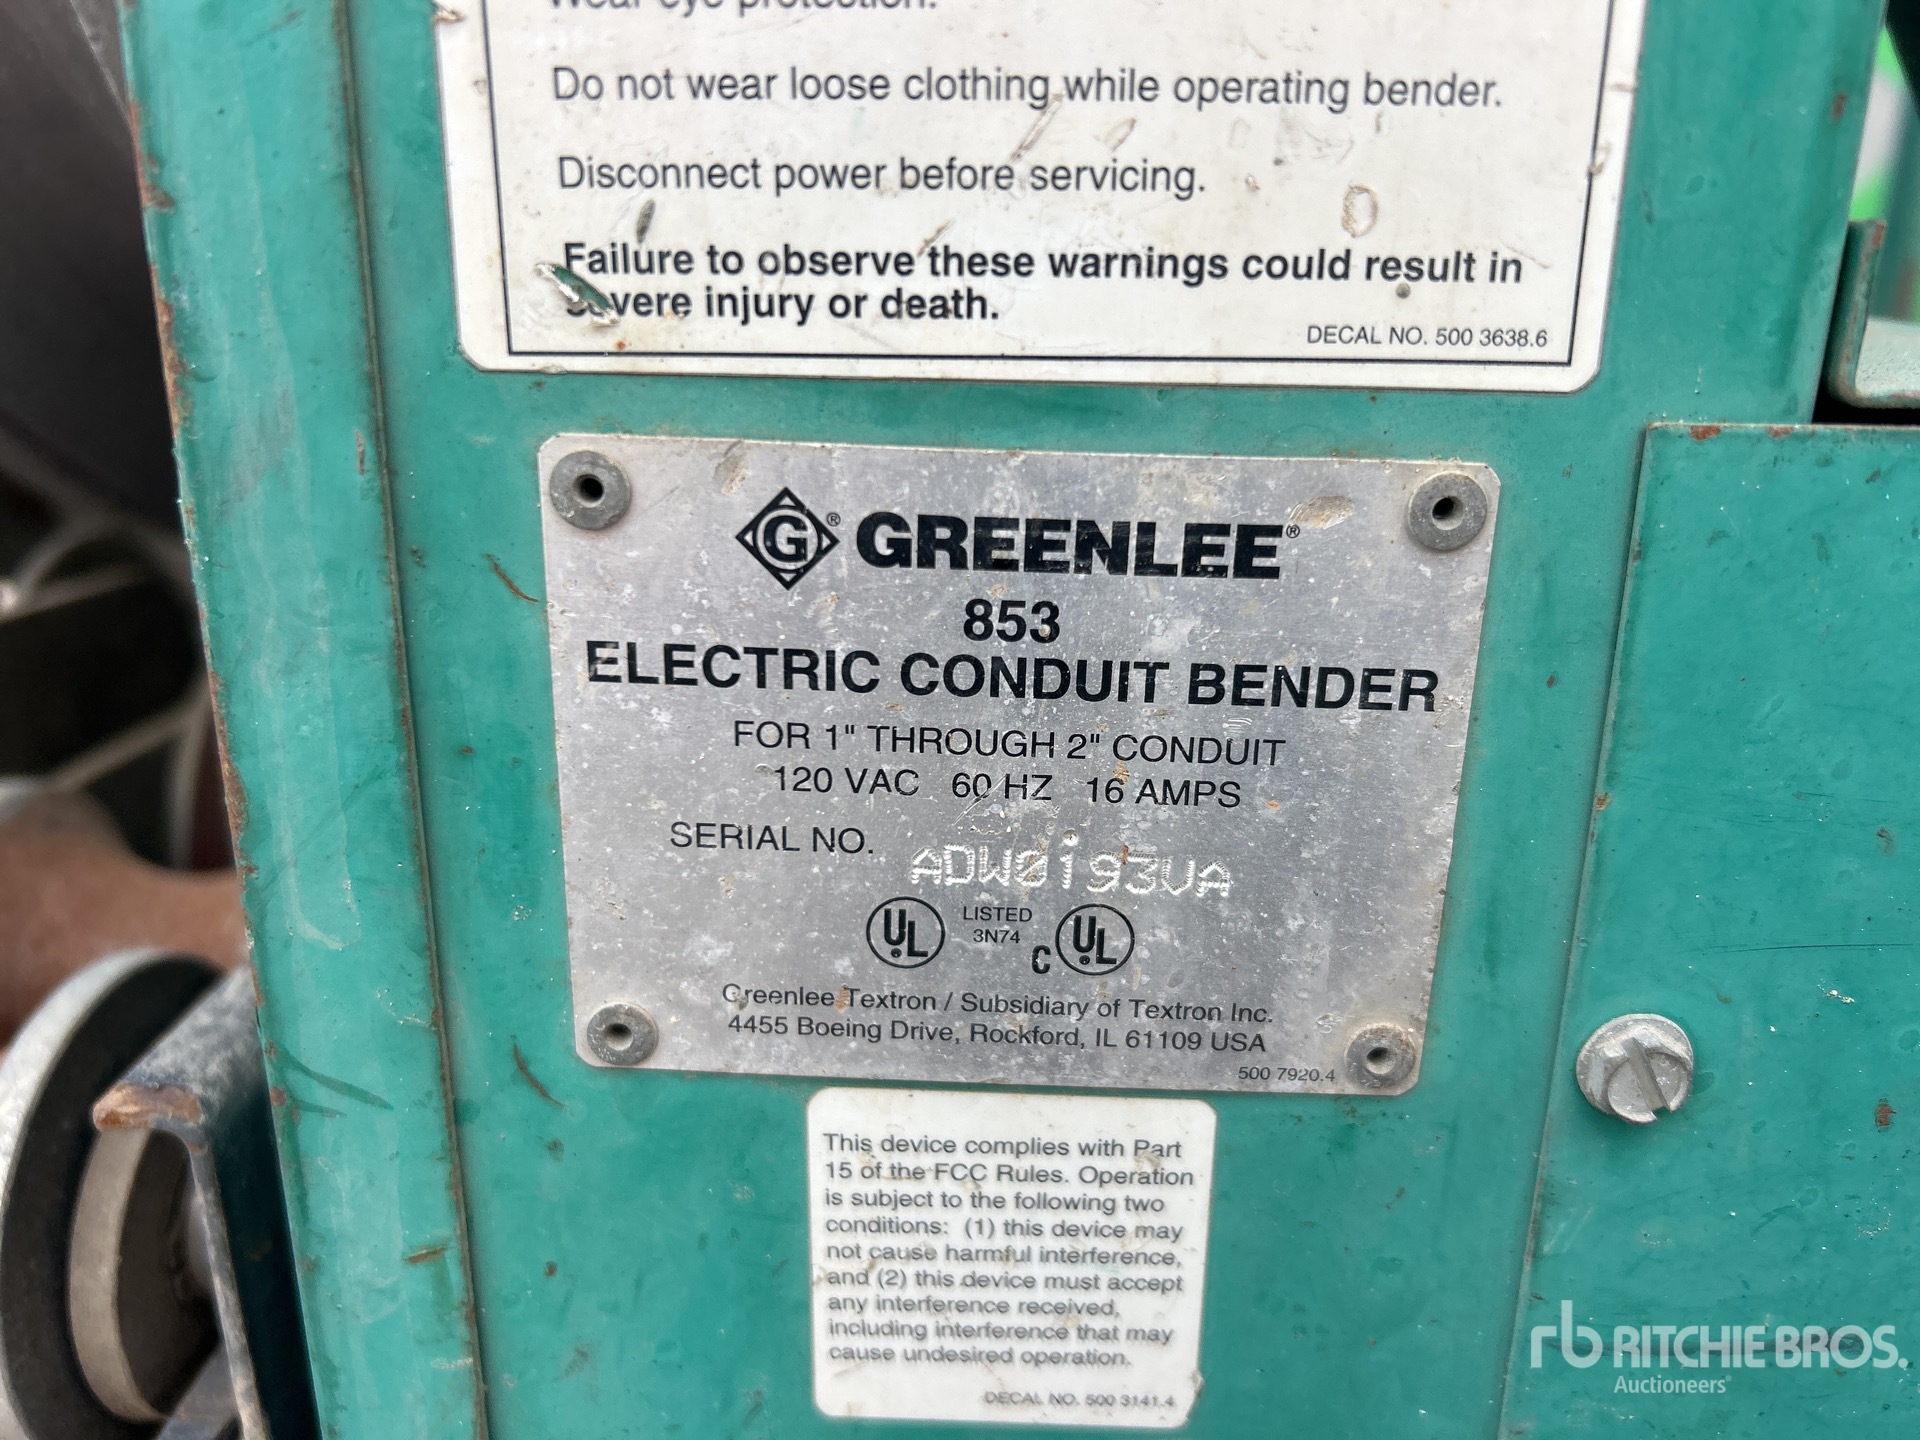 Wear eye protection.
Do not wear loose clothing while operating bender.
Disconnect power before servicing.
Failure to observe these warnings could result in
severe injury or death.
DECAL NO. 500 3638.6
G® GREENLEE®
853
ELECTRIC CONDUIT BENDER
FOR 1" THROUGH 2" CONDUIT
120 VAC 60 HZ 16 AMPS
SERIAL NO. ADW0193VA
UL LISTED 3N74 C UL
Greenlee Textron / Subsidiary of Textron Inc.
4455 Boeing Drive, Rockford, IL 61109 USA
500 7920.4
This device complies with Part
15 of the FCC Rules. Operation
is subject to the following two
conditions: (1) this device may
not cause harmful interference,
and (2) this device must accept
any interference received,
including interference that may
cause undesired operation.
DECAL NO. 500 3141.4
rb RITCHIE BROS.
Auctioneers